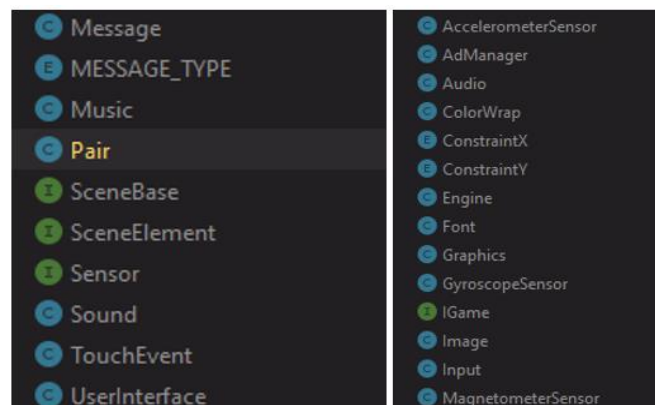 Message
MESSAGE_TYPE
Music
Pair
SceneBase
SceneElement
Sensor
Sound
TouchEvent
UserInterface
AccelerometerSensor
AdManager
Audio
ColorWrap
ConstraintX
ConstraintY
Engine
Font
Graphics
GyroscopeSensor
IGame
Image
Input
MagnetometerSensor